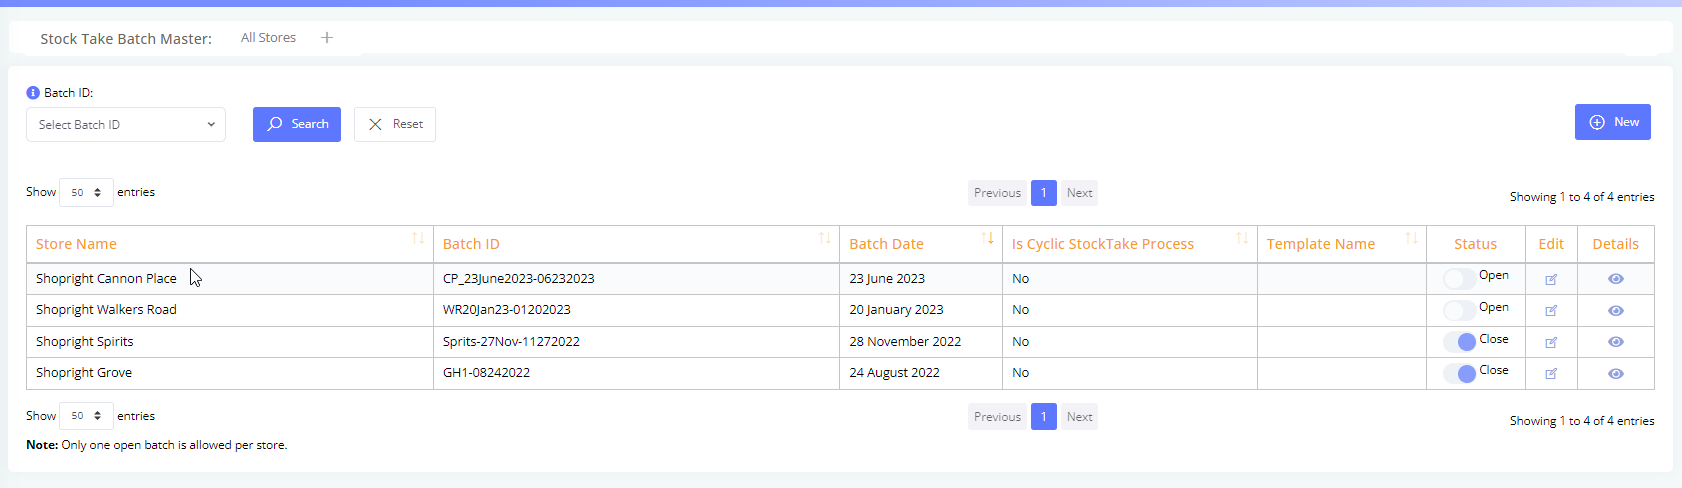 Stock Take Batch Master: All Stores
Batch ID:
Select Batch ID Search Reset New
Show 50 entries Previous 1 Next Showing 1 to 4 of 4 entries
Store Name Batch ID Batch Date Is Cyclic StockTake Process Template Name Status Edit Details
Shopright Cannon Place CP_23June2023-06232023 23 June 2023 No Open
Shopright Walkers Road WR20Jan23-01202023 20 January 2023 No Open
Shopright Spirits Sprits-27Nov-11272022 28 November 2022 No Close
Shopright Grove GH1-08242022 24 August 2022 No Close
Show 50 entries Previous 1 Next Showing 1 to 4 of 4 entries
Note: Only one open batch is allowed per store.